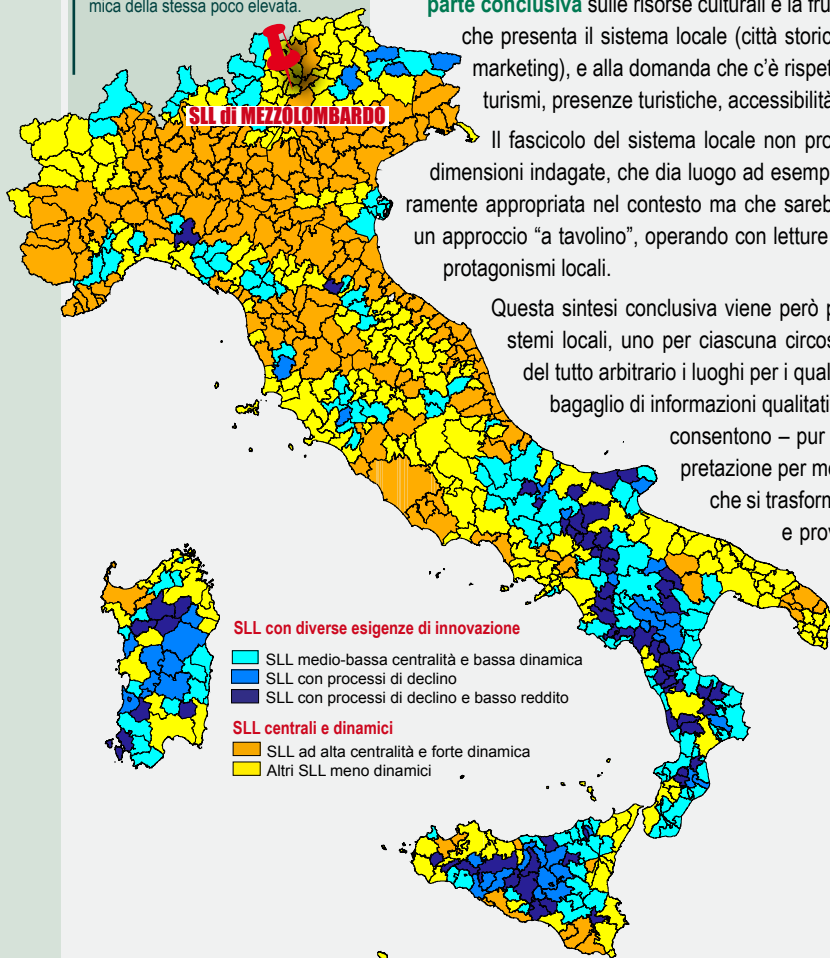 mica della stessa poco elevata.
parte conclusiva sulle risorse culturali e la fru
che presenta il sistema locale (città storic
marketing), e alla domanda che c'è rispet
turismi, presenze turistiche, accessibilità
Il fascicolo del sistema locale non pro
dimensioni indagate, che dia luogo ad esemp
ramente appropriata nel contesto ma che sareb
un approccio “a tavolino”, operando con letture
protagonismi locali.
Questa sintesi conclusiva viene però p
stemi locali, uno per ciascuna circos
del tutto arbitrario i luoghi per i qual
bagaglio di informazioni qualitati
consentono – pur
pretazione per me
che si trasform
e prov
SLL di MEZZOLOMBARDO
SLL con diverse esigenze di innovazione
SLL medio-bassa centralità e bassa dinamica
SLL con processi di declino
SLL con processi di declino e basso reddito
SLL centrali e dinamici
SLL ad alta centralità e forte dinamica
Altri SLL meno dinamici